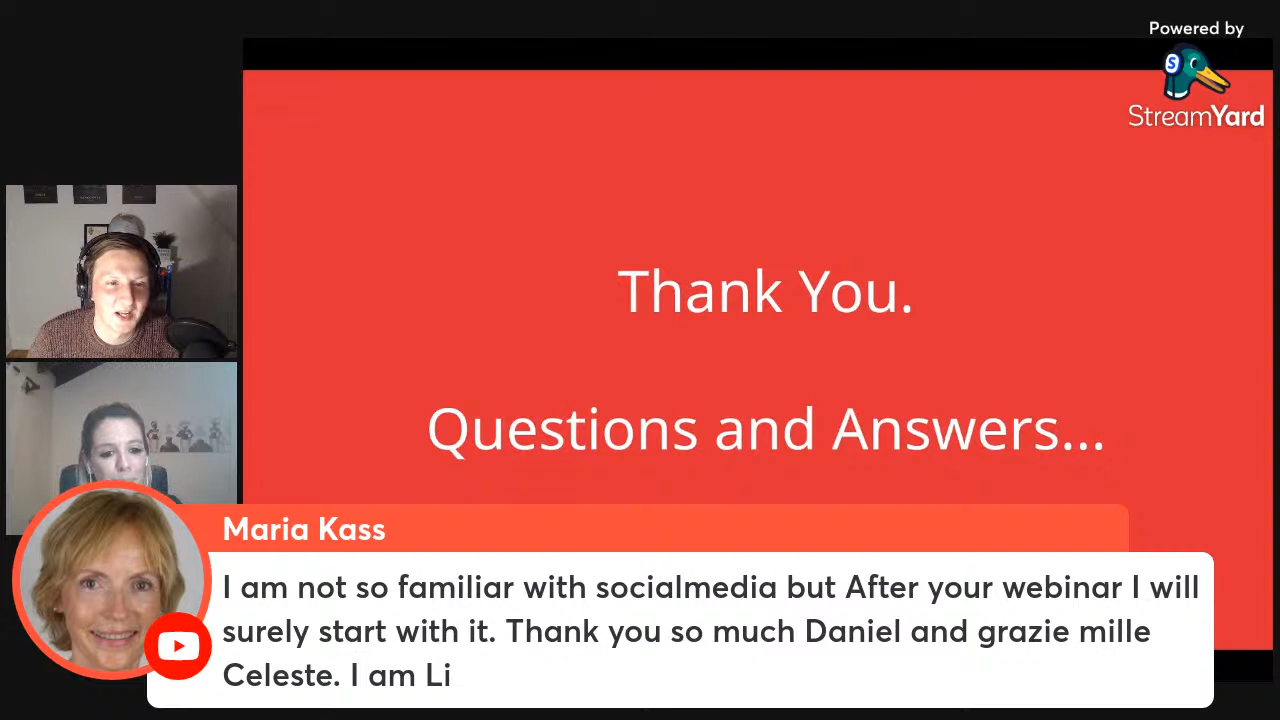 Powered by
StreamYard
Thank You.
Questions and Answers...
Maria Kass
I am not so familiar with socialmedia but After your webinar I will
surely start with it. Thank you so much Daniel and grazie mille
Celeste. I am Li